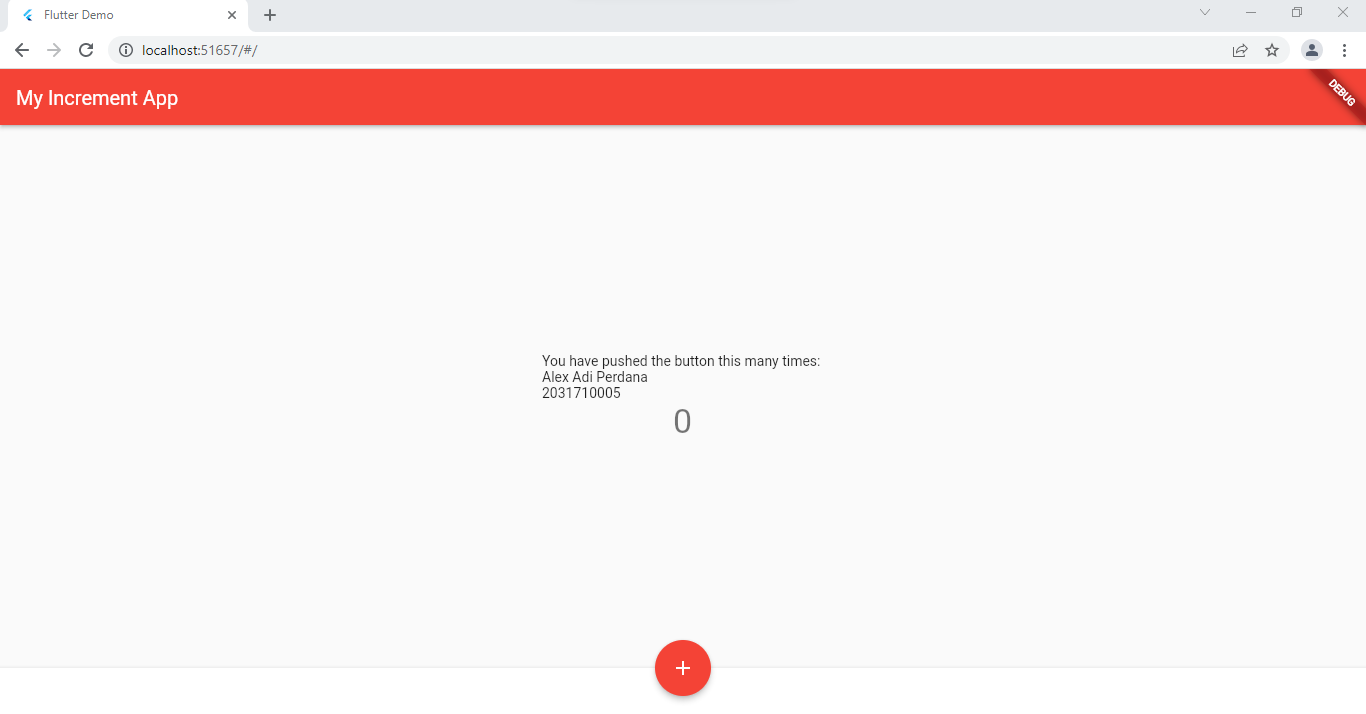 Flutter Demo
localhost:51657/#/
My Increment App
DEBUG
You have pushed the button this many times:
Alex Adi Perdana
2031710005
0